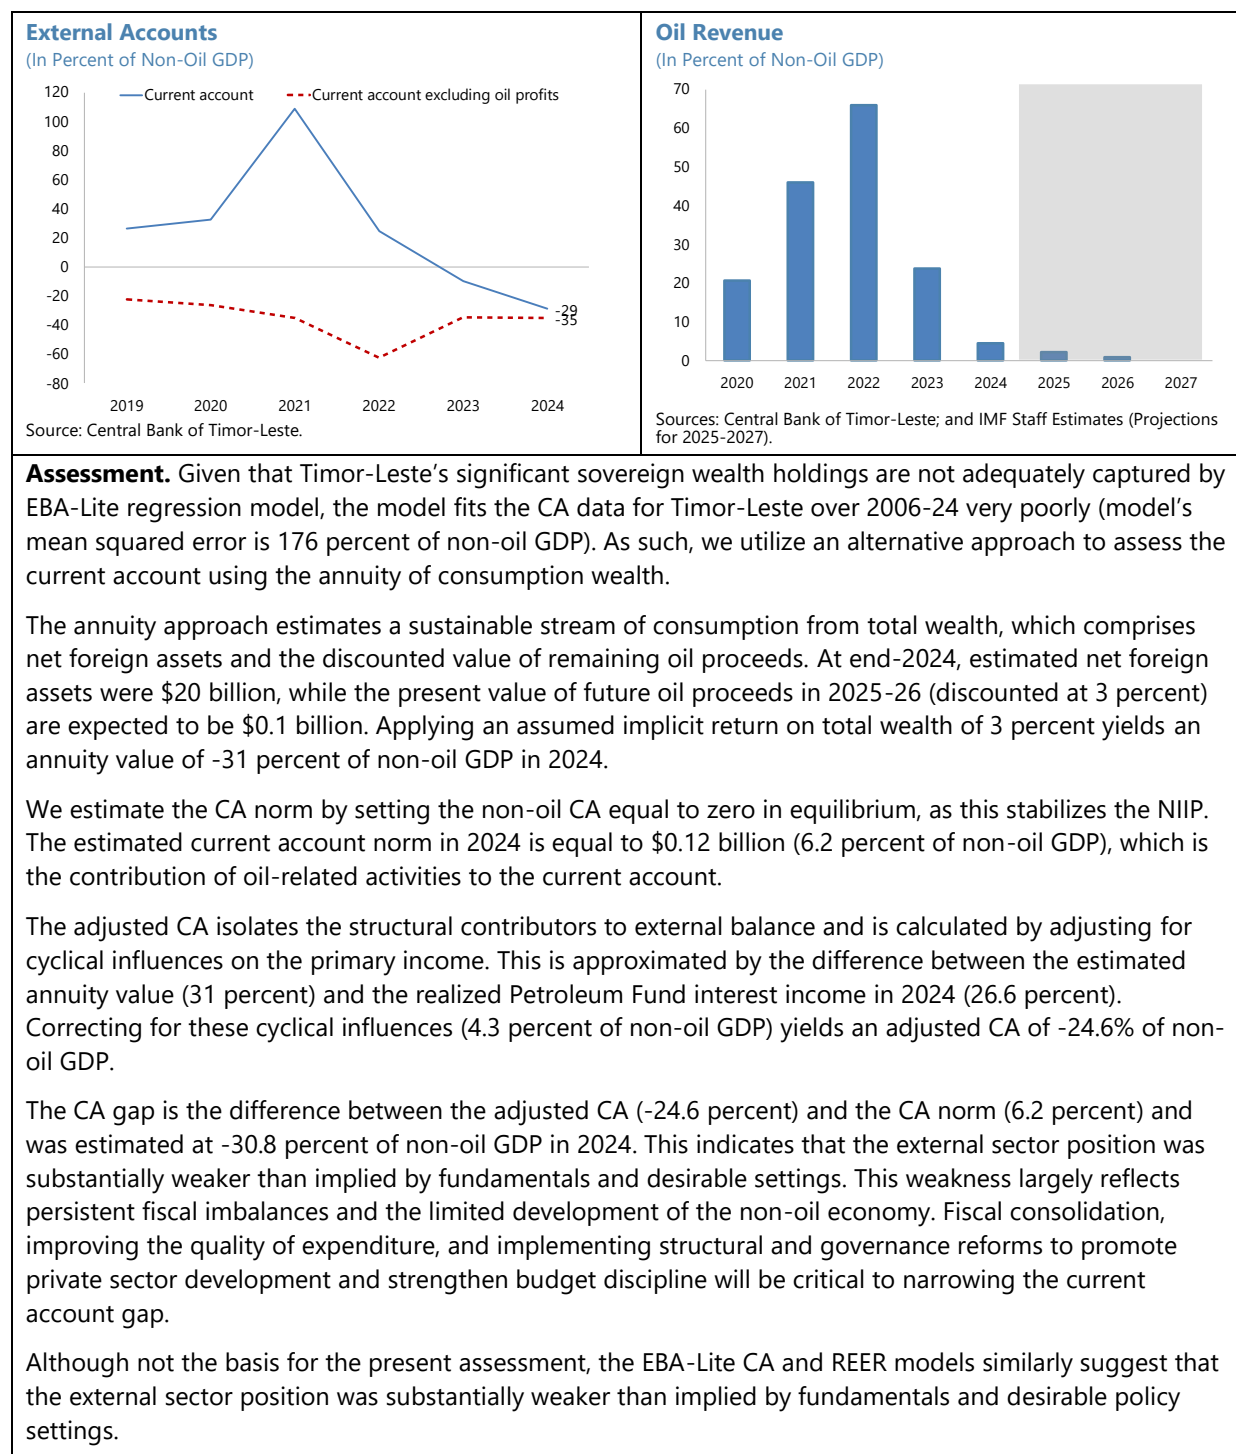 External Accounts
(In Percent of Non-Oil GDP)
120
100
80
60
40
20
0
-20
-40
-60
-80
Current account
Current account excluding oil profits
-29
-35
2019 2020 2021 2022 2023 2024
Source: Central Bank of Timor-Leste.
Oil Revenue
(In Percent of Non-Oil GDP)
70
60
50
40
30
20
10
0
2020 2021 2022 2023 2024 2025 2026 2027
Sources: Central Bank of Timor-Leste; and IMF Staff Estimates (Projections
for 2025-2027).
Assessment. Given that Timor-Leste’s significant sovereign wealth holdings are not adequately captured by
EBA-Lite regression model, the model fits the CA data for Timor-Leste over 2006-24 very poorly (model’s
mean squared error is 176 percent of non-oil GDP). As such, we utilize an alternative approach to assess the
current account using the annuity of consumption wealth.
The annuity approach estimates a sustainable stream of consumption from total wealth, which comprises
net foreign assets and the discounted value of remaining oil proceeds. At end-2024, estimated net foreign
assets were $20 billion, while the present value of future oil proceeds in 2025-26 (discounted at 3 percent)
are expected to be $0.1 billion. Applying an assumed implicit return on total wealth of 3 percent yields an
annuity value of -31 percent of non-oil GDP in 2024.
We estimate the CA norm by setting the non-oil CA equal to zero in equilibrium, as this stabilizes the NIIP.
The estimated current account norm in 2024 is equal to $0.12 billion (6.2 percent of non-oil GDP), which is
the contribution of oil-related activities to the current account.
The adjusted CA isolates the structural contributors to external balance and is calculated by adjusting for
cyclical influences on the primary income. This is approximated by the difference between the estimated
annuity value (31 percent) and the realized Petroleum Fund interest income in 2024 (26.6 percent).
Correcting for these cyclical influences (4.3 percent of non-oil GDP) yields an adjusted CA of -24.6% of non-
oil GDP.
The CA gap is the difference between the adjusted CA (-24.6 percent) and the CA norm (6.2 percent) and
was estimated at -30.8 percent of non-oil GDP in 2024. This indicates that the external sector position was
substantially weaker than implied by fundamentals and desirable settings. This weakness largely reflects
persistent fiscal imbalances and the limited development of the non-oil economy. Fiscal consolidation,
improving the quality of expenditure, and implementing structural and governance reforms to promote
private sector development and strengthen budget discipline will be critical to narrowing the current
account gap.
Although not the basis for the present assessment, the EBA-Lite CA and REER models similarly suggest that
the external sector position was substantially weaker than implied by fundamentals and desirable policy
settings.